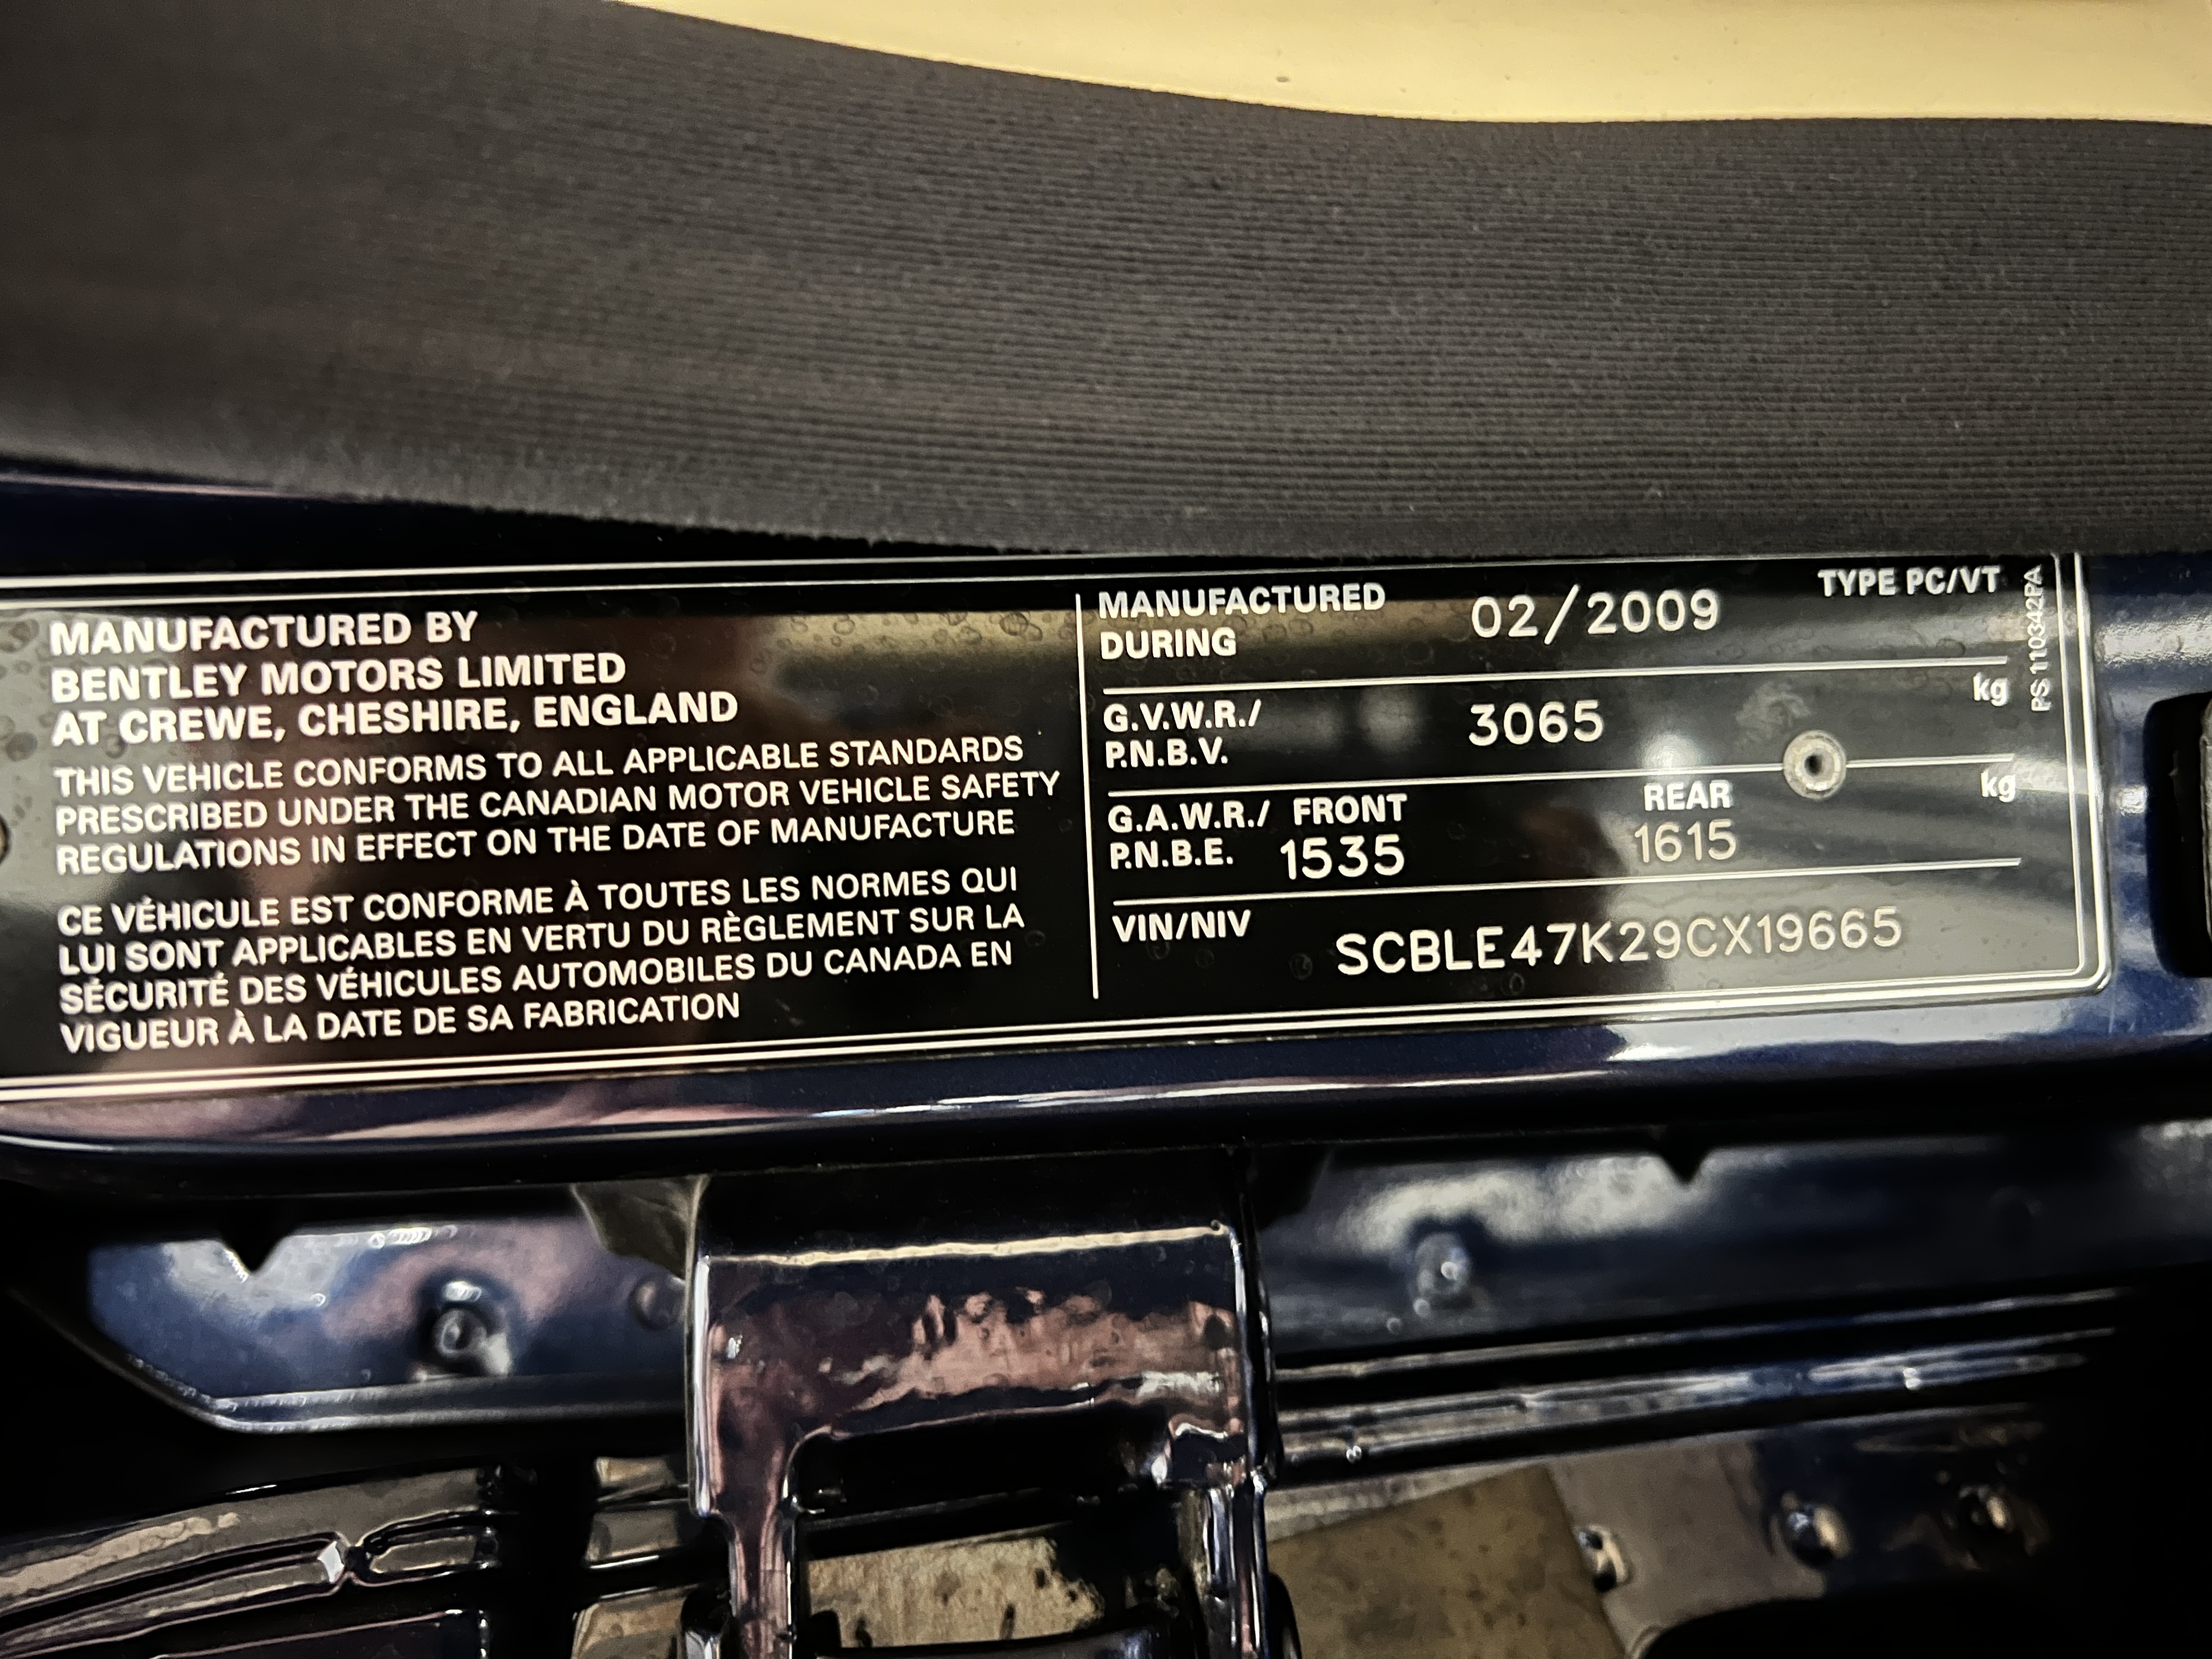 MANUFACTURED BY
BENTLEY MOTORS LIMITED
AT CREWE, CHESHIRE, ENGLAND
THIS VEHICLE CONFORMS TO ALL APPLICABLE STANDARDS
PRESCRIBED UNDER THE CANADIAN MOTOR VEHICLE SAFETY
REGULATIONS IN EFFECT ON THE DATE OF MANUFACTURE
CE VÉHICULE EST CONFORME À TOUTES LES NORMES QUI
LUI SONT APPLICABLES EN VERTU DU RÈGLEMENT SUR LA
SÉCURITÉ DES VÉHICULES AUTOMOBILES DU CANADA EN
VIGUEUR À LA DATE DE SA FABRICATION
MANUFACTURED
DURING 02/2009 TYPE PC/VT
G.V.W.R./
P.N.B.V. 3065 kg
G.A.W.R./ FRONT REAR kg
P.N.B.E. 1535 1615
VIN/NIV SCBLE47K29CX19665
PS 110342PA